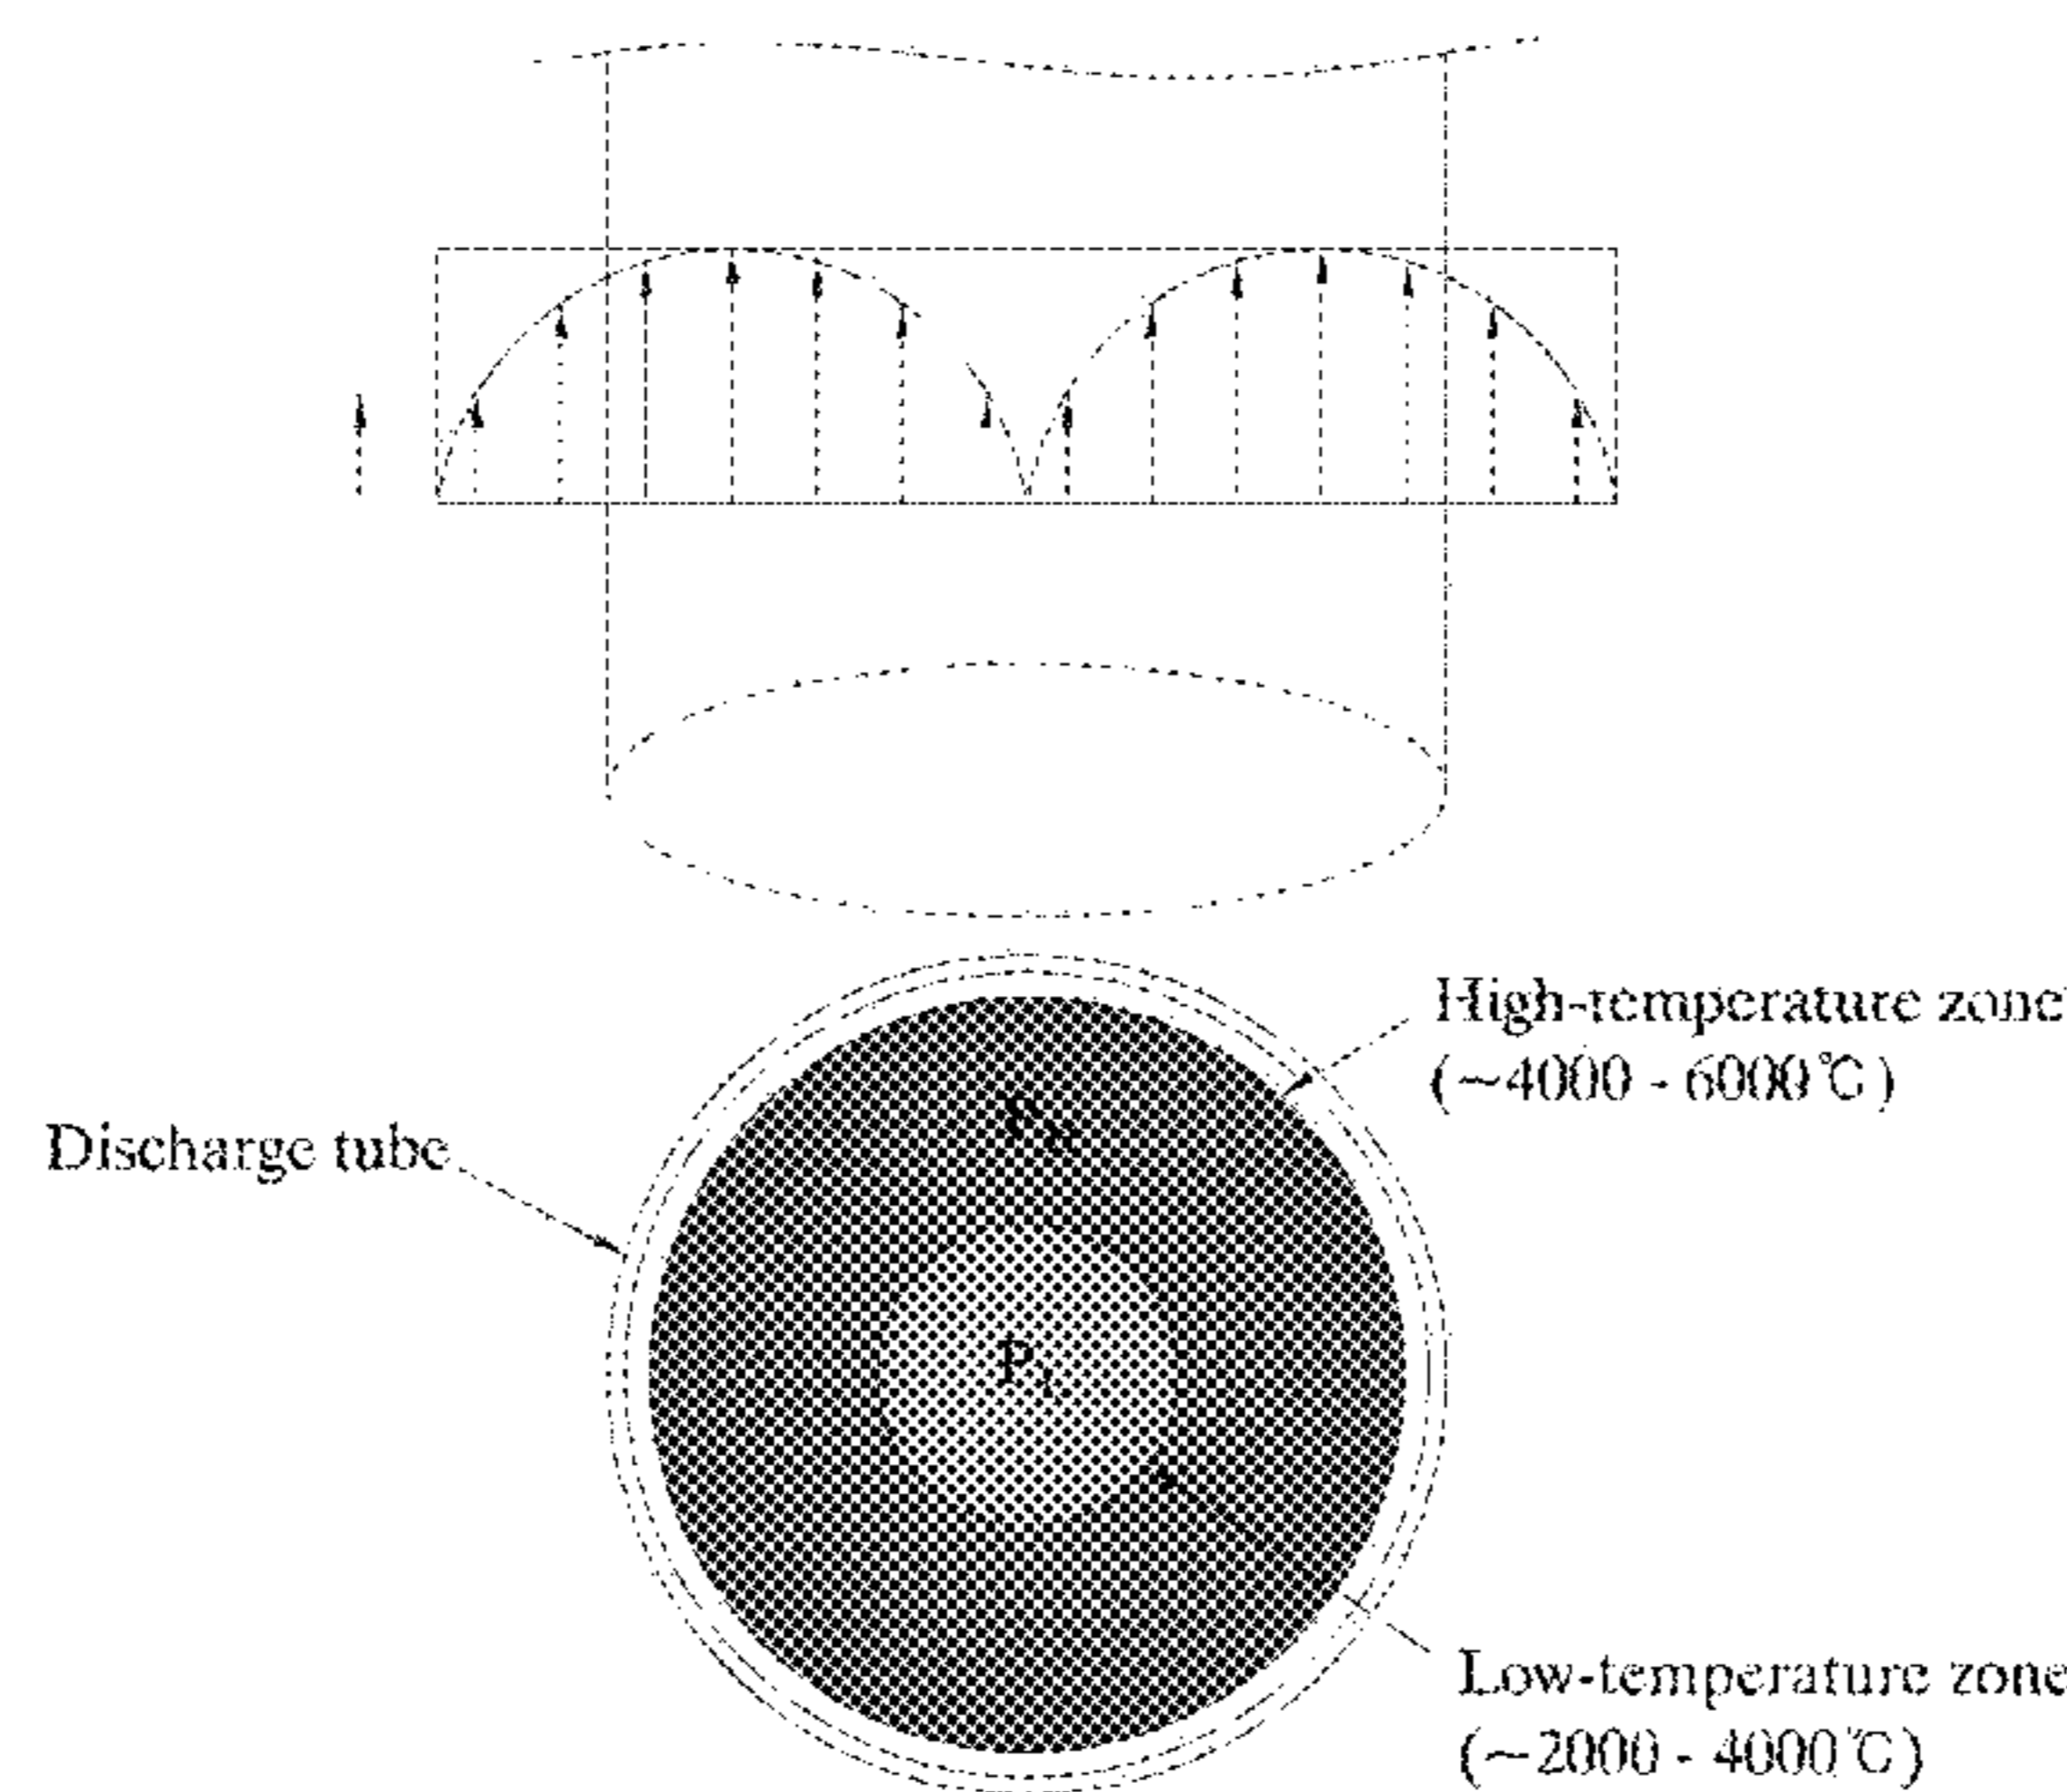 High-temperature zone
(~4000 - 6000℃)
Discharge tube
Low-temperature zone
(~2000 - 4000℃)